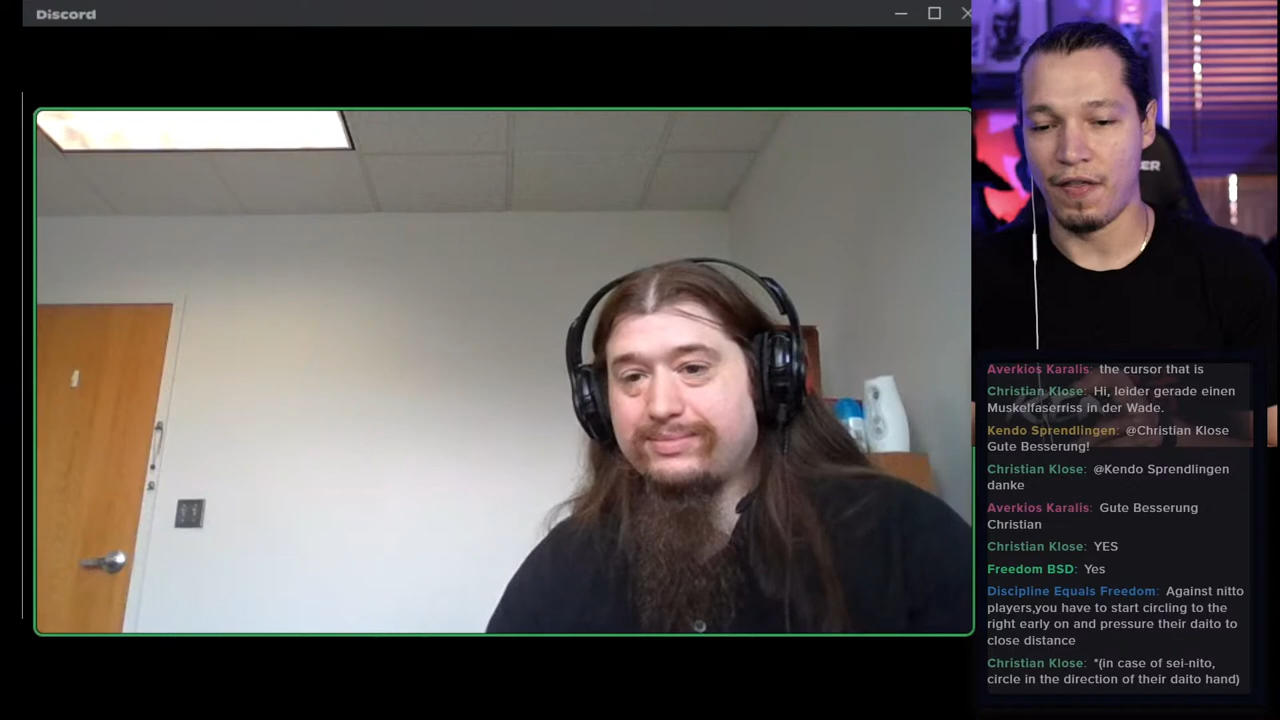 Discord
ER
Averkios Karalis: the cursor that is
Christian Klose: Hi, leider gerade einen
Muskelfaserriss in der Wade.
Kendo Sprendlingen: @Christian Klose
Gute Besserung!
Christian Klose: @Kendo Sprendlingen
danke
Averkios Karalis: Gute Besserung
Christian
Christian Klose: YES
Freedom BSD: Yes
Discipline Equals Freedom: Against nitto
players,you have to start circling to the
right early on and pressure their daito to
close distance
Christian Klose: *(in case of sei-nito,
circle in the direction of their daito hand)